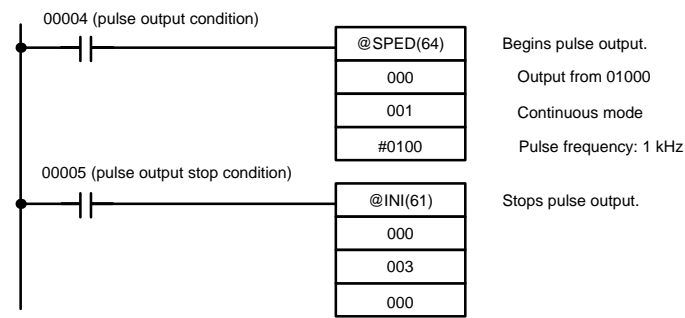 00004 (pulse output condition)
@SPED(64) Begins pulse output.
000 Output from 01000
001 Continuous mode
#0100 Pulse frequency: 1 kHz
00005 (pulse output stop condition)
@INI(61) Stops pulse output.
000
003
000